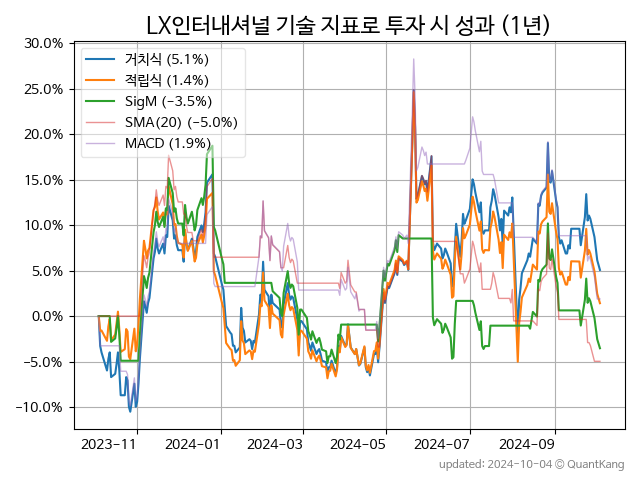 LX인터내셔널 기술 지표로 투자 시 성과 (1년)
30.0%
25.0%
20.0%
15.0%
10.0%
5.0%
0.0%
−5.0%
−10.0%
거치식 (5.1%)
적립식 (1.4%)
SigM (−3.5%)
SMA(20) (−5.0%)
MACD (1.9%)
2023-11
2024-01
2024-03
2024-05
2024-07
2024-09
updated: 2024-10-04 @ QuantKang